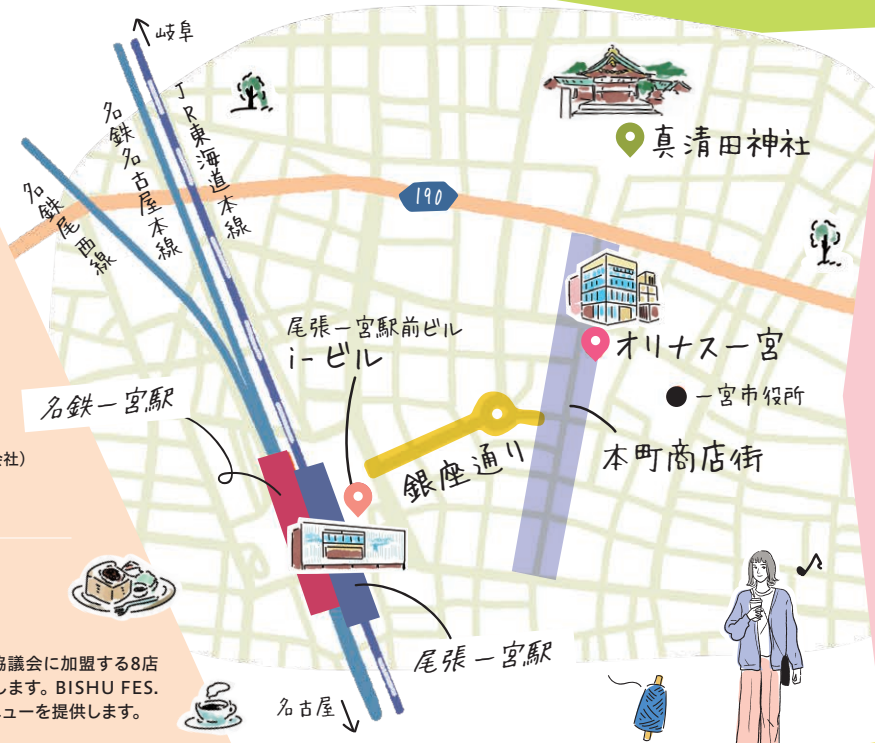 岐阜
JR東海道本線
名鉄名古屋本線
名鉄尾西線
190
真清田神社
尾張一宮駅前ビル
i-ビル
オリナス一宮
一宮市役所
名鉄一宮駅
銀座通り
本町商店街
尾張一宮駅
名古屋
会社)
協議会に加盟する8店
します。BISHU FES.
ニューを提供します。